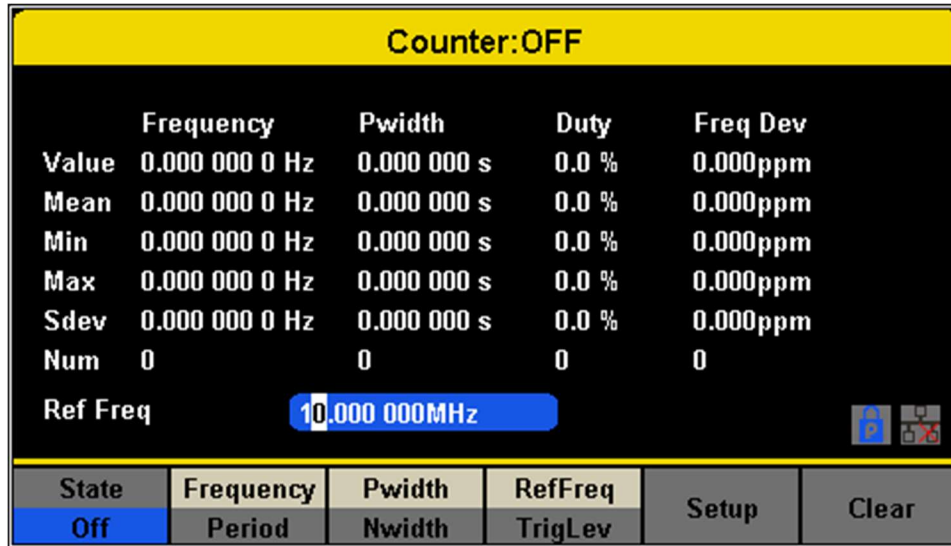 Counter:OFF
Frequency Pwidth Duty Freq Dev
Value 0.000 000 0 Hz 0.000 000 s 0.0 % 0.000ppm
Mean 0.000 000 0 Hz 0.000 000 s 0.0 % 0.000ppm
Min 0.000 000 0 Hz 0.000 000 s 0.0 % 0.000ppm
Max 0.000 000 0 Hz 0.000 000 s 0.0 % 0.000ppm
Sdev 0.000 000 0 Hz 0.000 000 s 0.0 % 0.000ppm
Num 0 0 0 0
Ref Freq 10.000 000MHz
P
State Frequency Pwidth RefFreq Setup Clear
Off Period Nwidth TrigLev